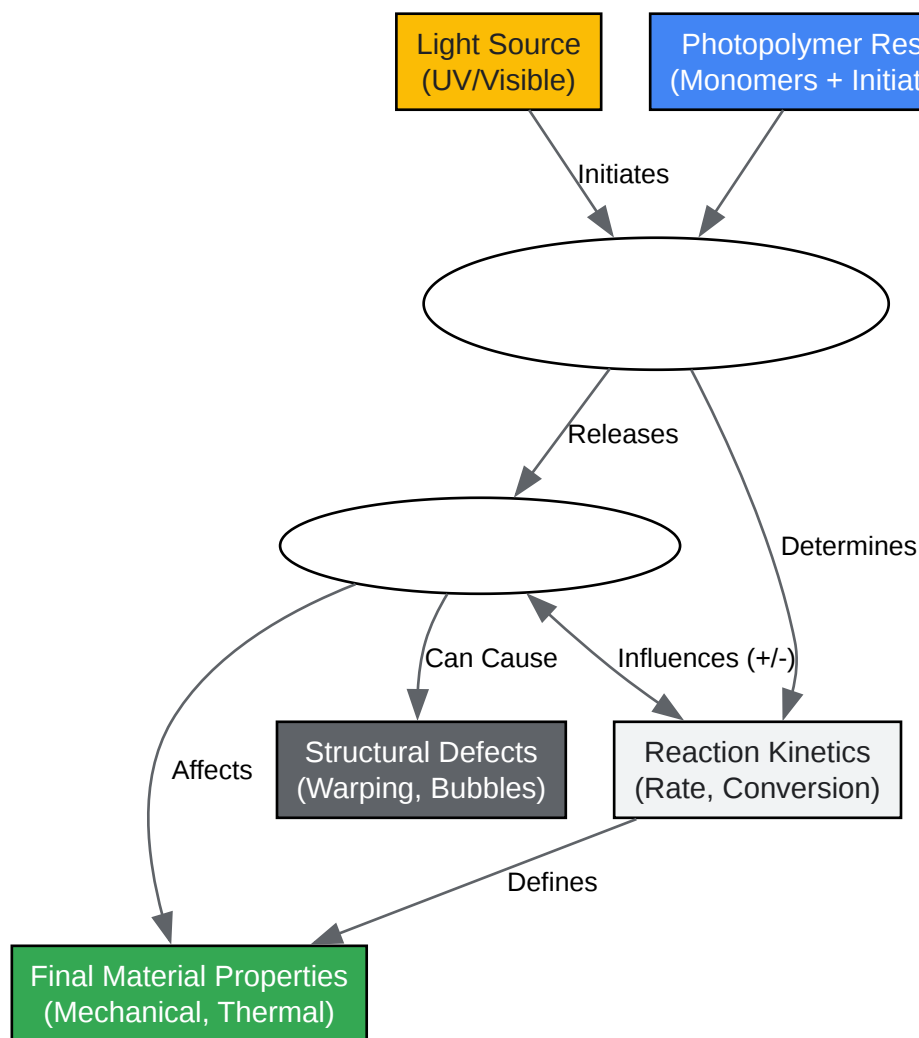 Light Source
(UV/Visible)
Photopolymer Res
(Monomers + Initiat
Initiates
Releases
Determines
Can Cause
Influences (+/-)
Structural Defects
(Warping, Bubbles)
Reaction Kinetics
(Rate, Conversion)
Affects
Defines
Final Material Properties
(Mechanical, Thermal)